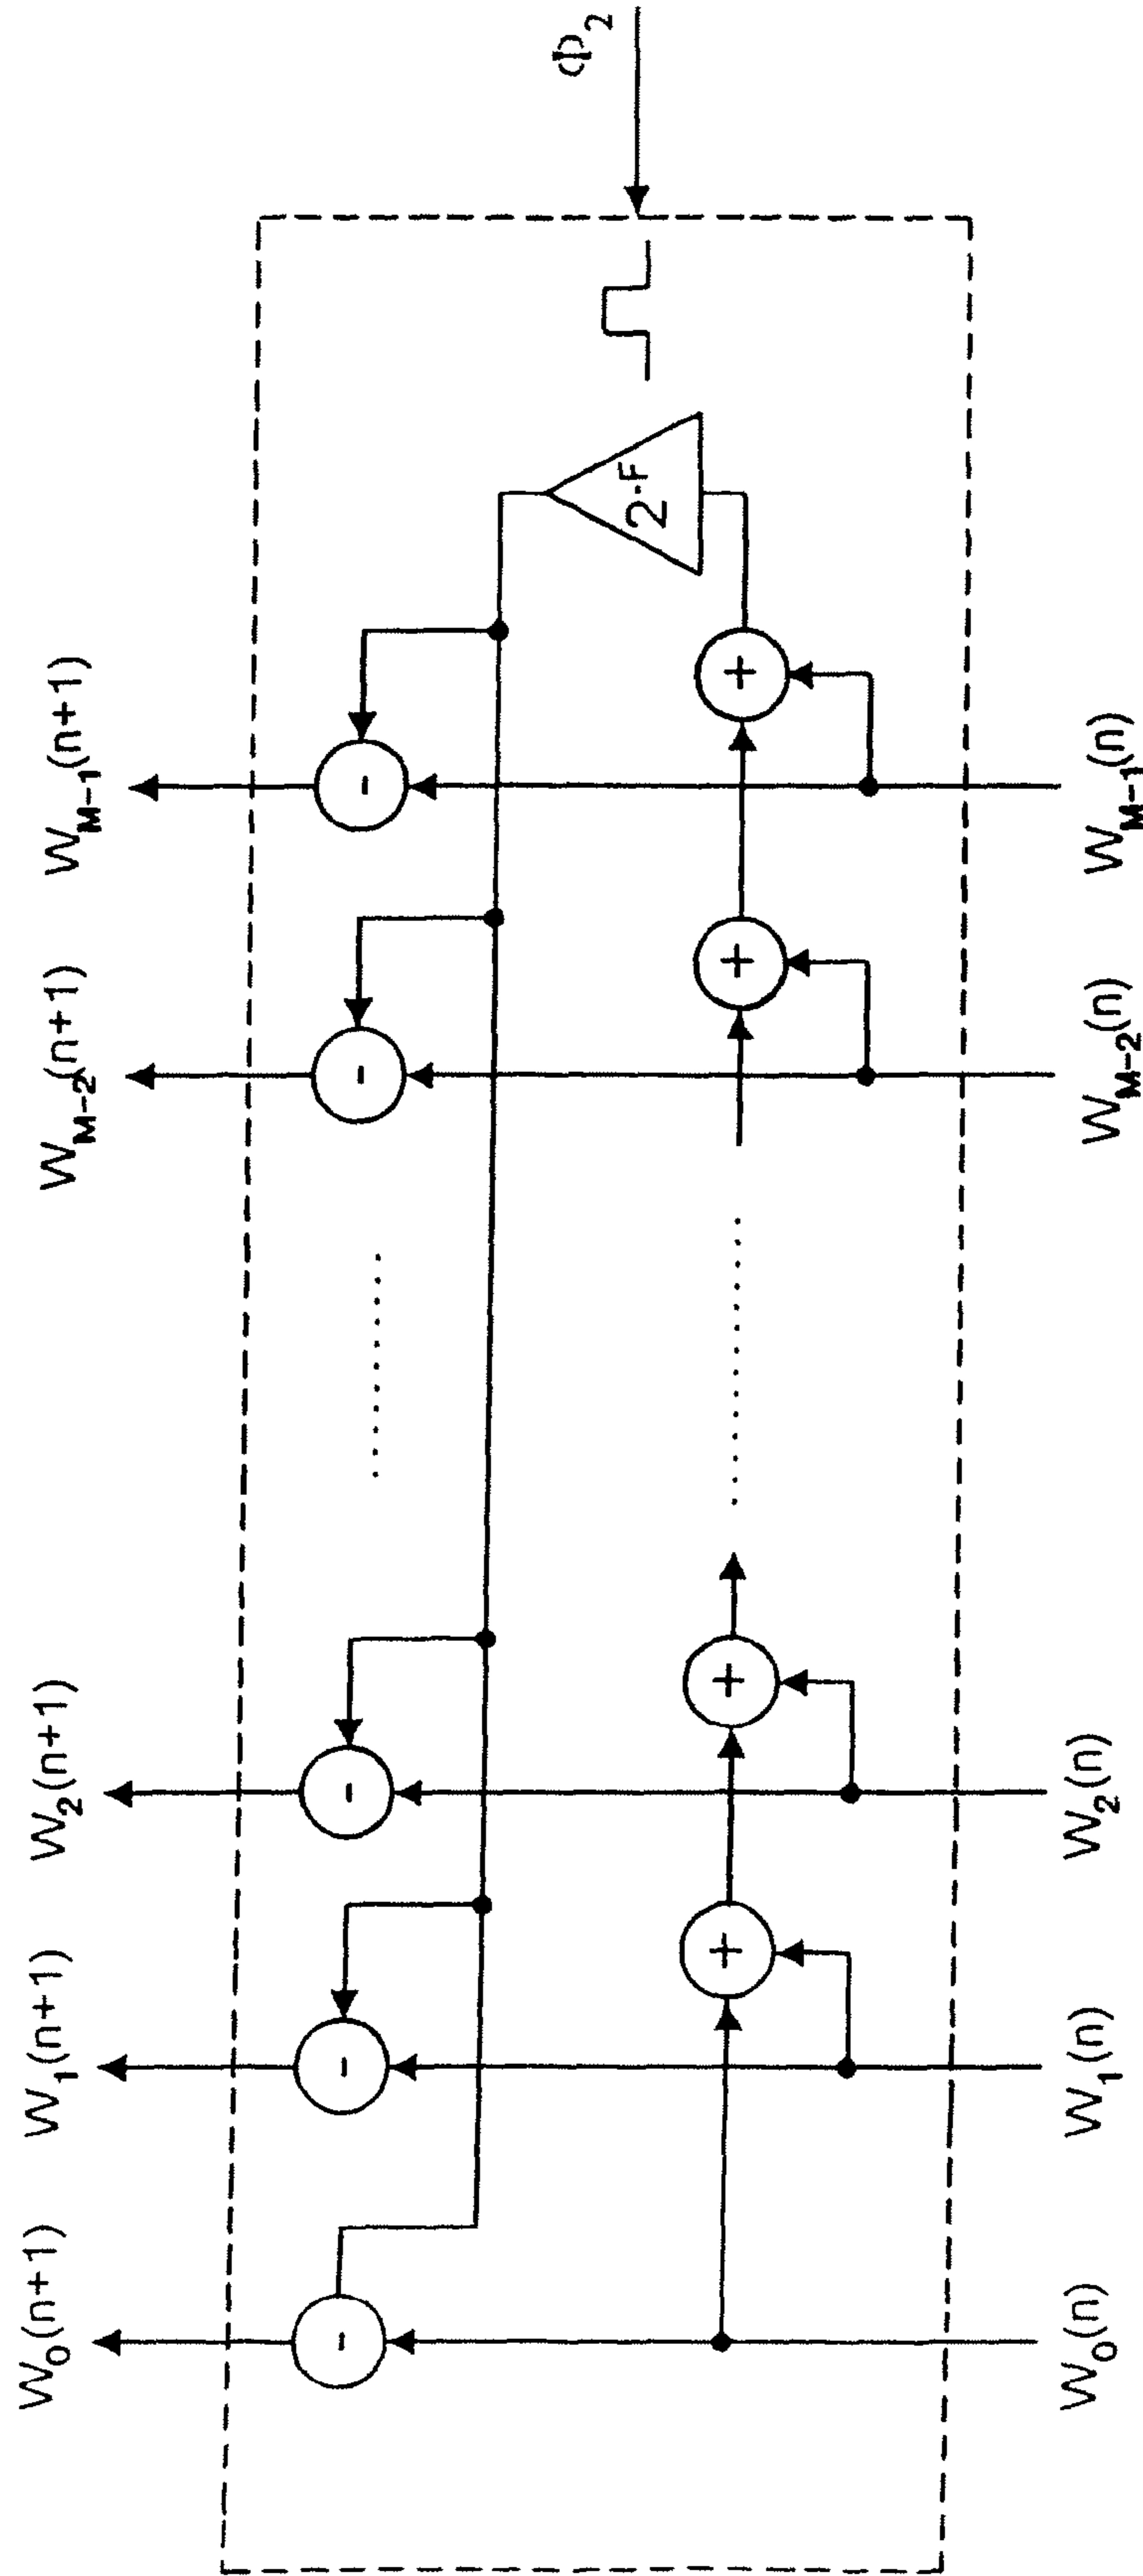 W0(n+1) W1(n+1) W2(n+1) WM-2(n+1) WM-1(n+1)
- - - - -
+ + + +
2-F
Φ2
W0(n) W1(n) W2(n) WM-2(n) WM-1(n)